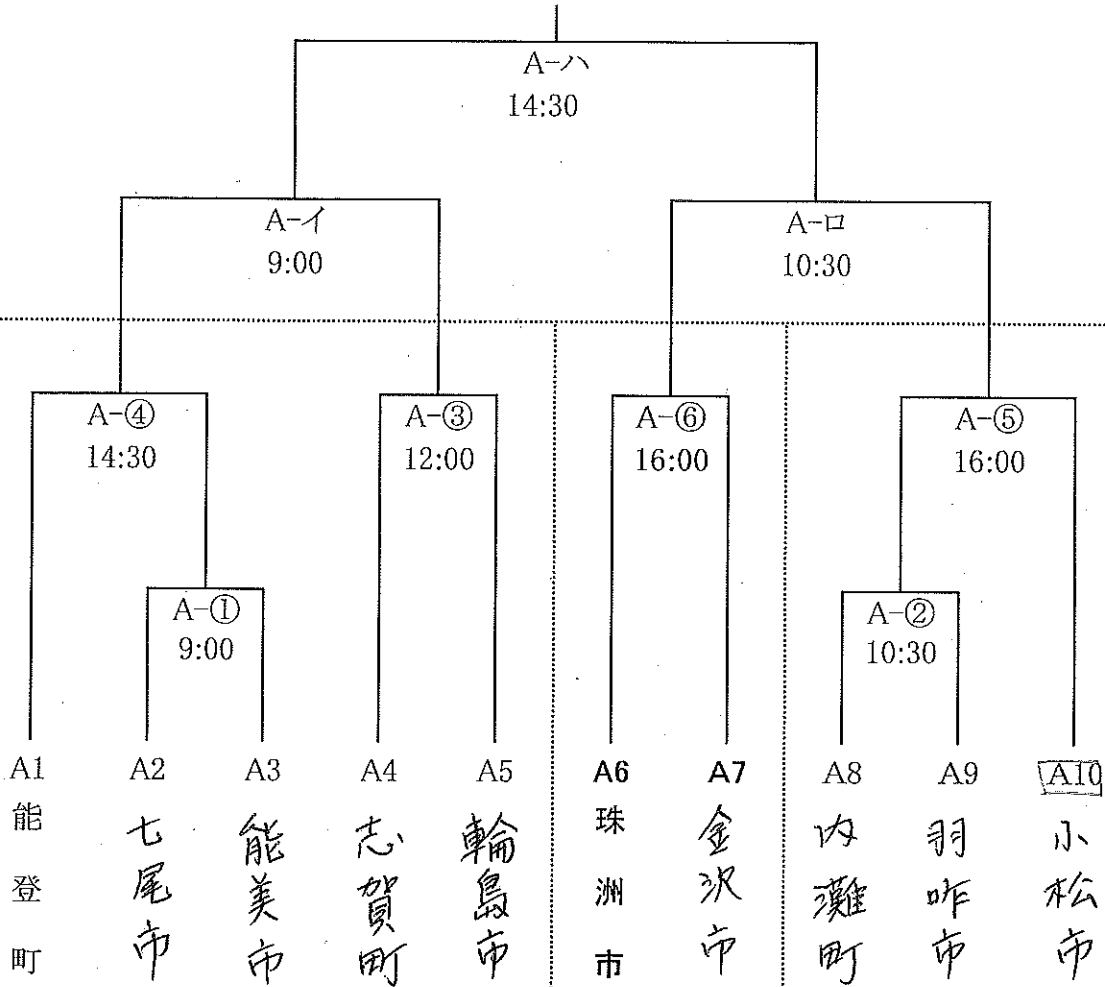 A-ハ
14:30
A-イ
9:00
A-ロ
10:30
A-④
14:30
A-③
12:00
A-⑥
16:00
A-⑤
16:00
A-①
9:00
A-②
10:30
A1 A2 A3 A4 A5 A6 A7 A8 A9 A10
能登町
七尾市
能美市
志賀町
輪島市
珠洲市
金沢市
内灘町
羽咋市
小松市